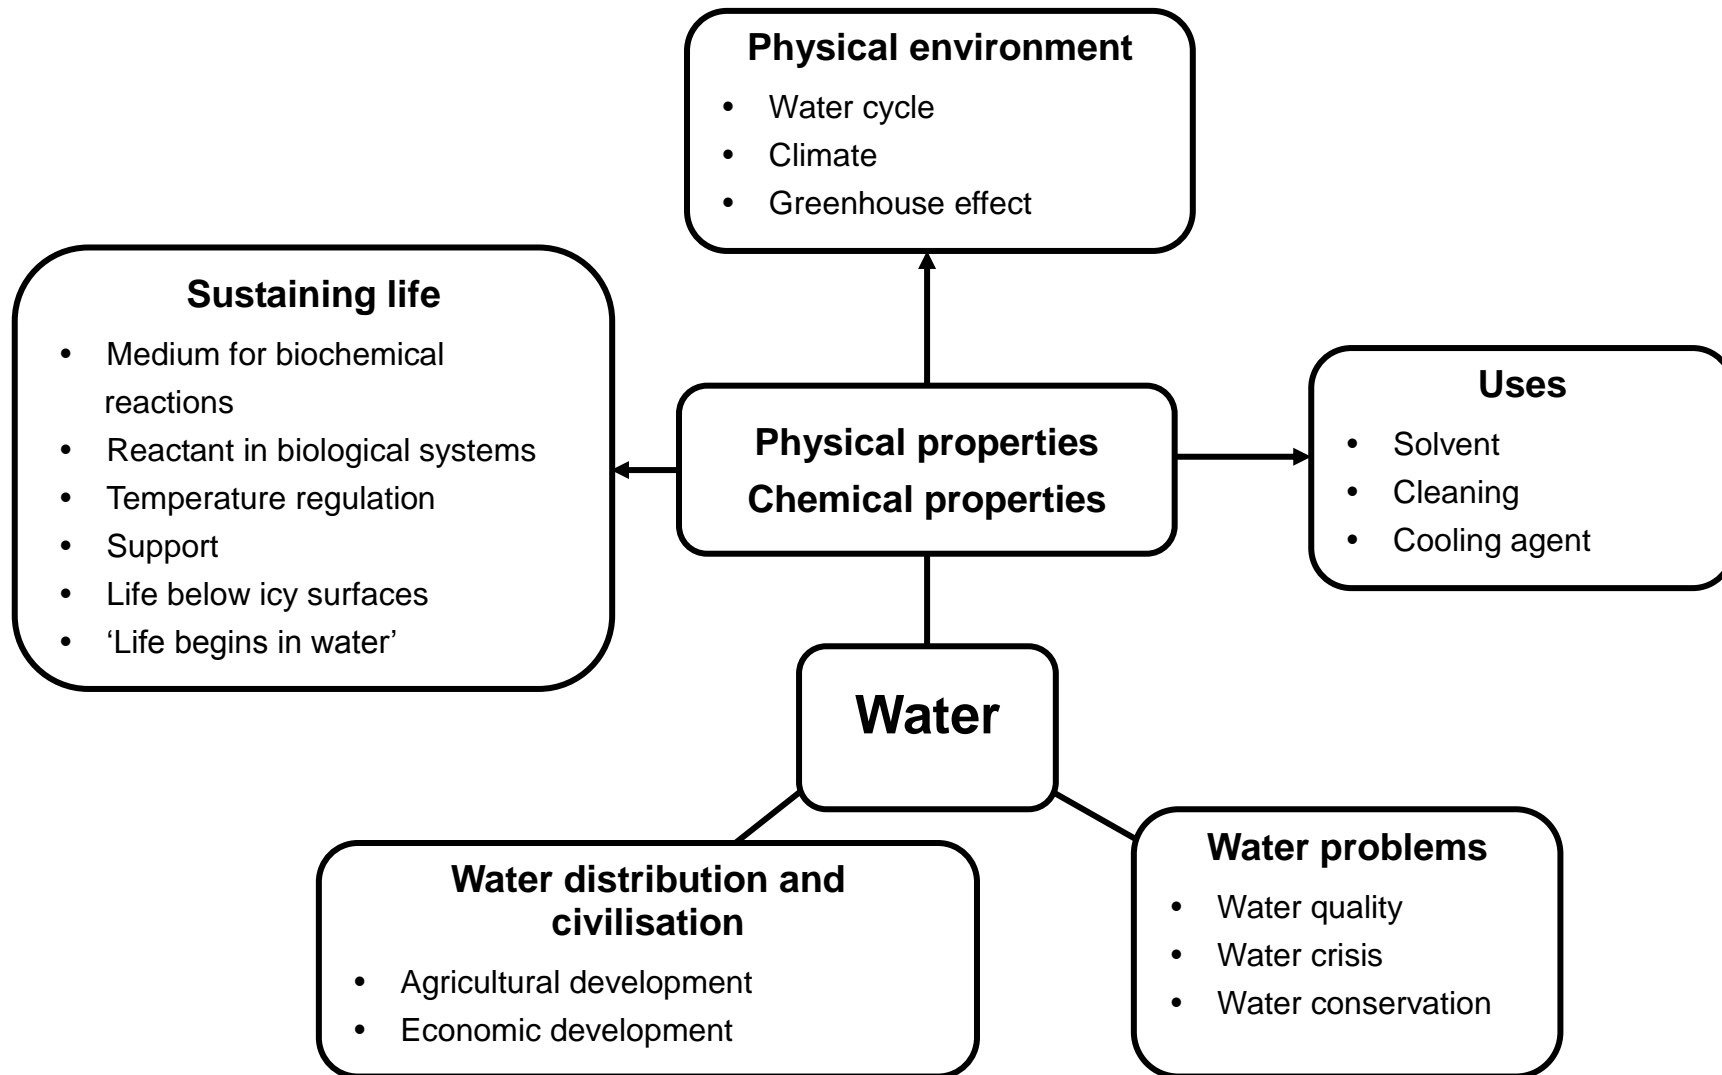 Physical environment
• Water cycle
• Climate
• Greenhouse effect
Sustaining life
• Medium for biochemical
reactions
• Reactant in biological systems
• Temperature regulation
• Support
• Life below icy surfaces
• ‘Life begins in water’
Physical properties
Chemical properties
Uses
• Solvent
• Cleaning
• Cooling agent
Water
Water distribution and
civilisation
• Agricultural development
• Economic development
Water problems
• Water quality
• Water crisis
• Water conservation